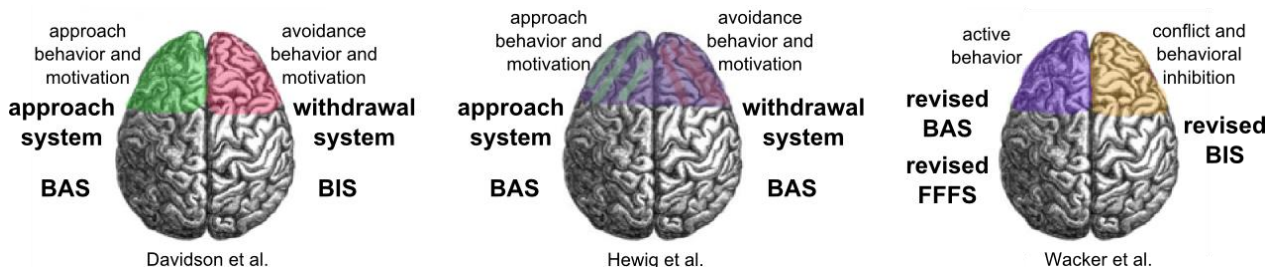 approach
behavior and
motivation
avoidance
behavior and
motivation
approach
system
withdrawal
system
BAS
BIS
Davidson et al.
approach
behavior and
motivation
avoidance
behavior and
motivation
approach
system
withdrawal
system
BAS
BAS
Hewig et al.
active
behavior
conflict and
behavioral
inhibition
revised
BAS
revised
FFFS
revised
BIS
Wacker et al.